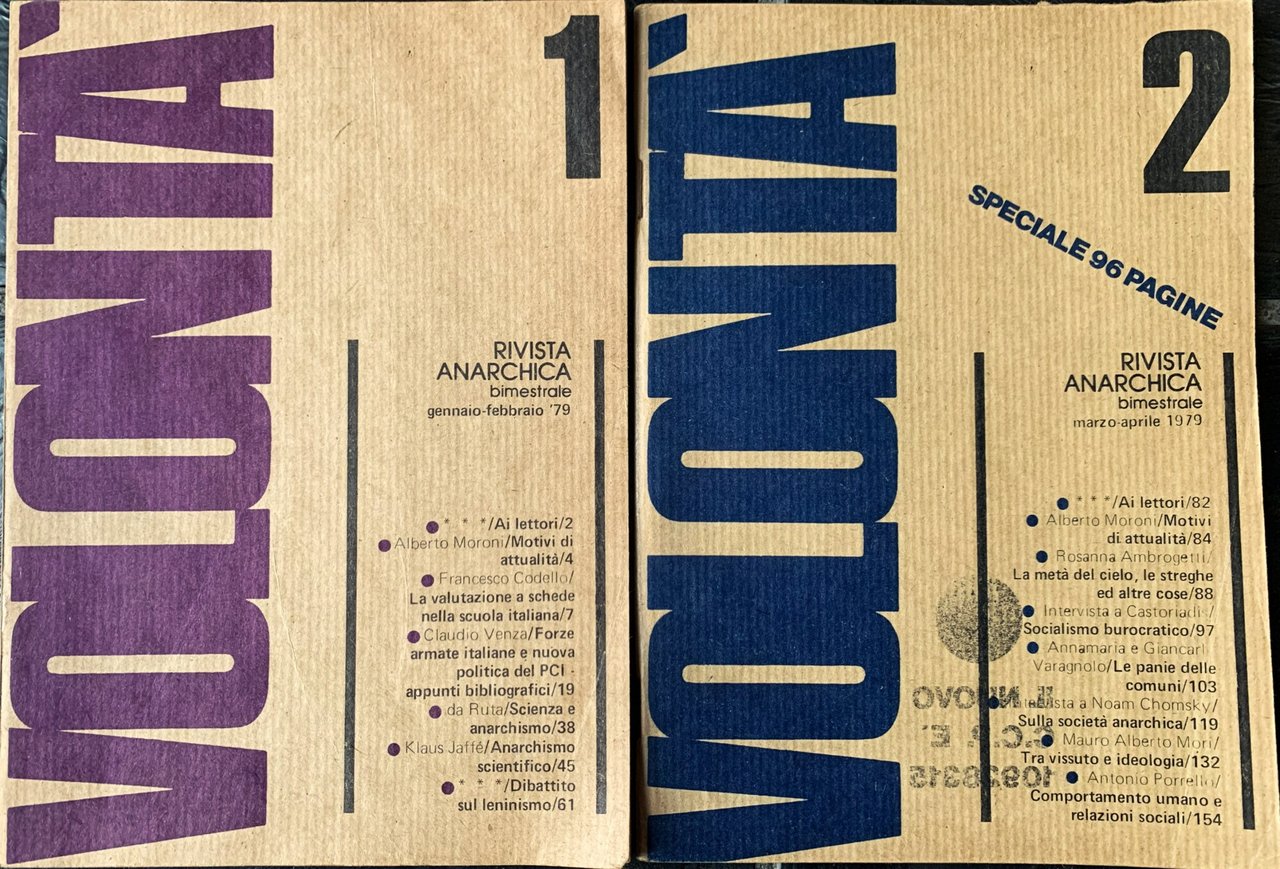 VOLONTÀ
1
RIVISTA
ANARCHICA
bimestrale
gennaio-febbraio '79
* * */Ai lettori/2
Alberto Moroni/Motivi di
attualità/4
Francesco Codello/
La valutazione a schede
nella scuola italiana/7
Claudio Venza/Forze
armate italiane e nuova
politica del PCI -
appunti bibliografici/19
da Ruta/Scienza e
anarchismo/38
Klaus Jaffé/Anarchismo
scientifico/45
* * */Dibattito
sul leninismo/61
VOLONTÀ
2
SPECIALE 96 PAGINE
RIVISTA
ANARCHICA
bimestrale
marzo-aprile 1979
* * */Ai lettori/82
Alberto Moroni/Motivi
di attualità/84
Rosanna Ambrogetti/
La metà del cielo, le streghe
ed altre cose/88
Intervista a Castoriadis/
Socialismo burocratico/97
Annamaria e Giancarl
Varagnolo/Le panie delle
comuni/103
Intervista a Noam Chomsky/
Sulla società anarchica/119
Mauro Alberto Mori/
Tra vissuto e ideologia/132
Antonio Porrello/
Comportamento umano e
relazioni sociali/154
IL NUOVO
C.C.P. E'